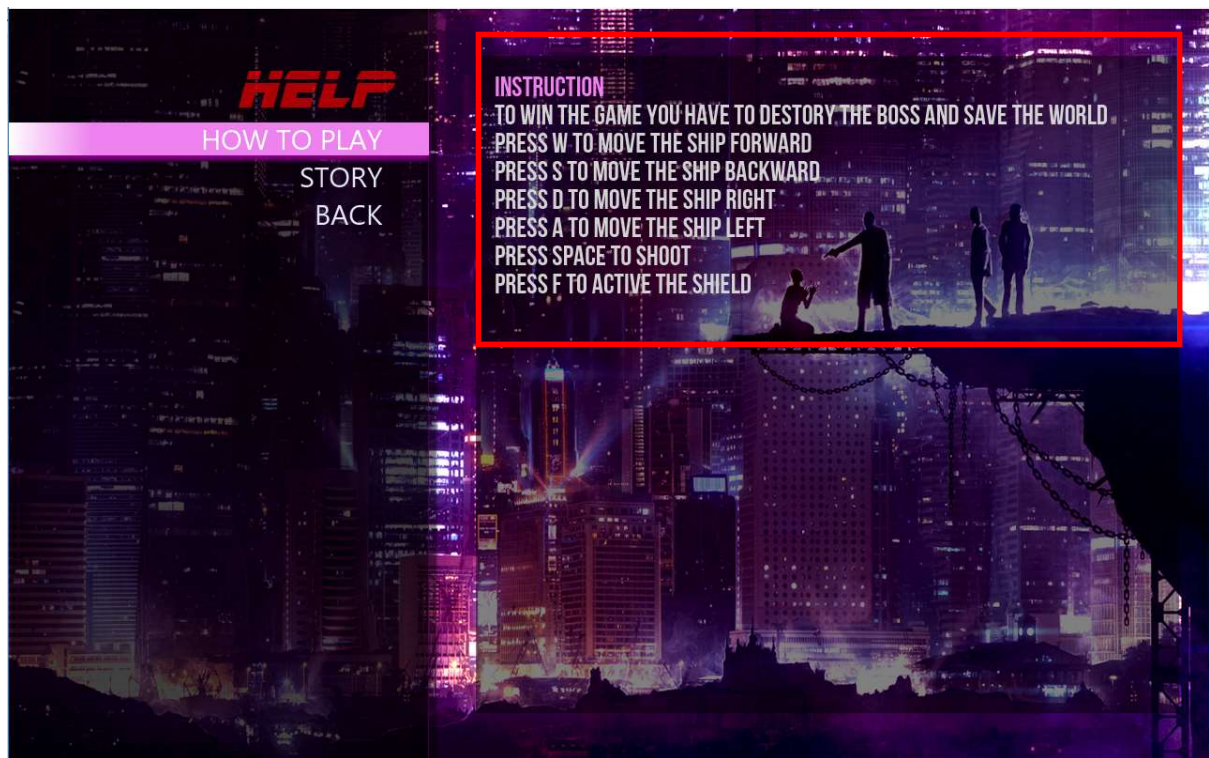 HELP
HOW TO PLAY
STORY
BACK
INSTRUCTION
TO WIN THE GAME YOU HAVE TO DESTORY THE BOSS AND SAVE THE WORLD
PRESS W TO MOVE THE SHIP FORWARD
PRESS S TO MOVE THE SHIP BACKWARD
PRESS D TO MOVE THE SHIP RIGHT
PRESS A TO MOVE THE SHIP LEFT
PRESS SPACE TO SHOOT
PRESS F TO ACTIVE THE SHIELD